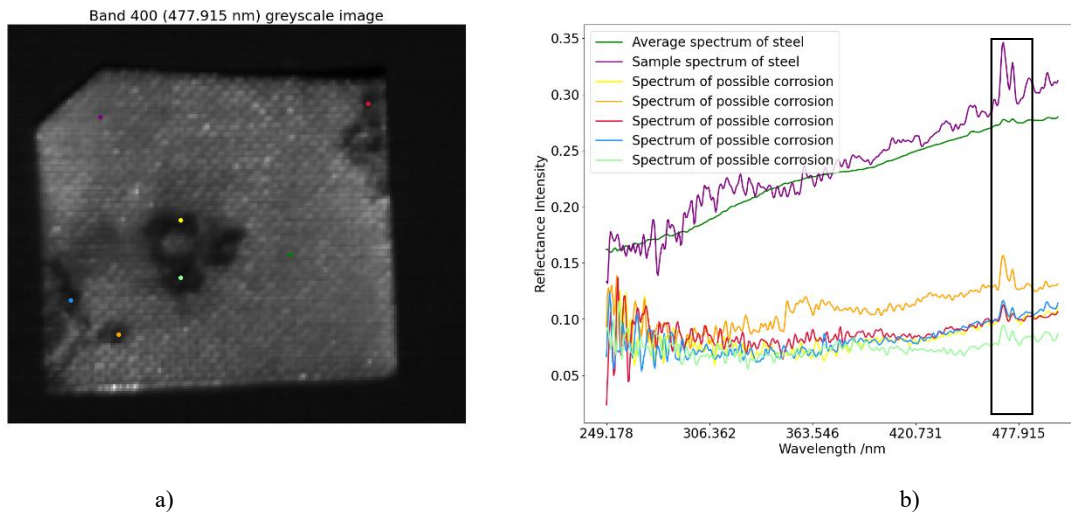 Band 400 (477.915 nm) greyscale image
a)
Average spectrum of steel
Sample spectrum of steel
Spectrum of possible corrosion
Spectrum of possible corrosion
Spectrum of possible corrosion
Spectrum of possible corrosion
Spectrum of possible corrosion
Reflectance Intensity
0.35
0.30
0.25
0.20
0.15
0.10
0.05
249.178 306.362 363.546 420.731 477.915
Wavelength /nm
b)